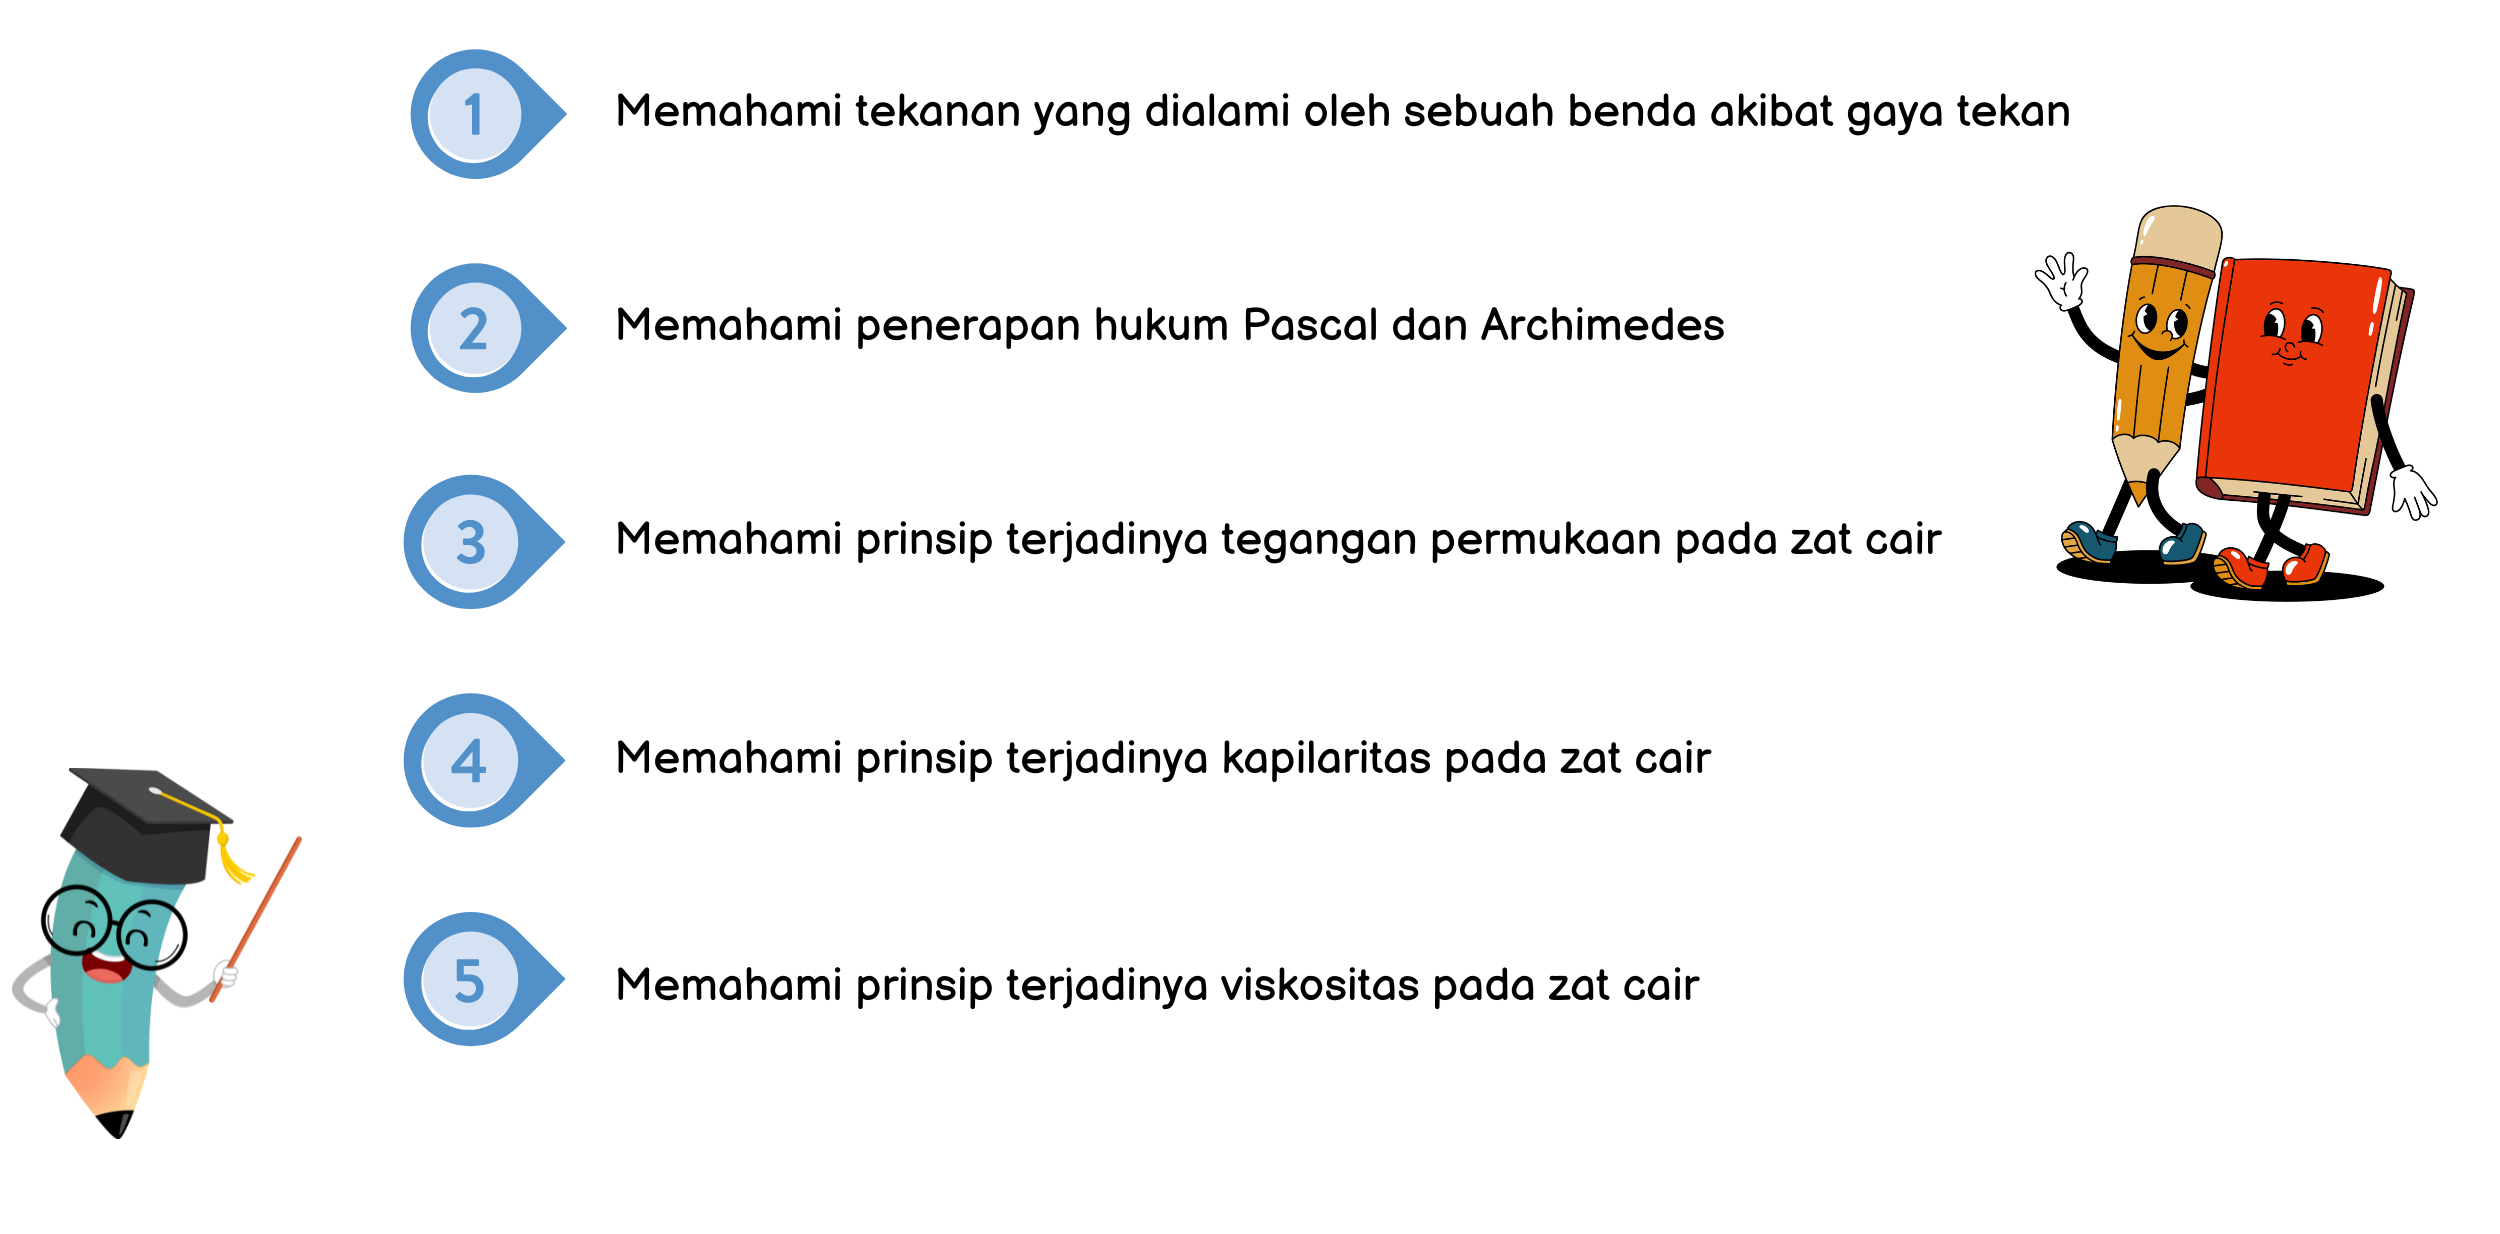 1 Memahami tekanan yang dialami oleh sebuah benda akibat gaya tekan
2 Memahami penerapan hukum Pascal dan Archimedes
3 Memahami prinsip terjadinya tegangan permukaan pada zat cair
4 Memahami prinsip terjadinya kapilaritas pada zat cair
5 Memahami prinsip terjadinya viskositas pada zat cair